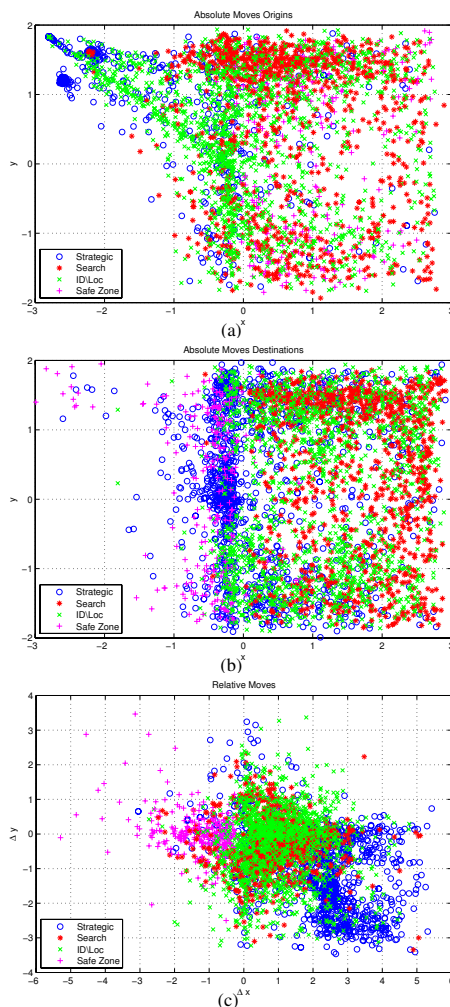 Absolute Moves Origins
2
1
0
−1
−2
y
−3
−2
−1
0
1
2
3
x
Strategic
Search
ID\Loc
Safe Zone
(a)
Absolute Moves Destinations
2
1
0
−1
−2
y
−3
−2
−1
0
1
2
3
x
Strategic
Search
ID\Loc
Safe Zone
(b)
Relative Moves
4
3
2
1
0
−1
−2
−3
−4
Δ y
−6
−5
−4
−3
−2
−1
0
1
2
3
4
5
6
Δ x
Strategic
Search
ID\Loc
Safe Zone
(c)